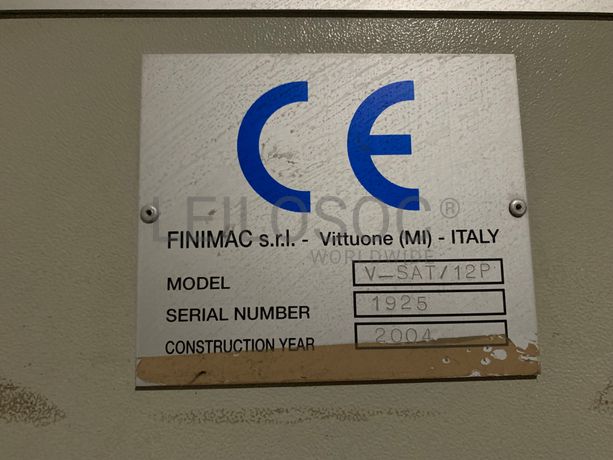 CE
LEILOSOC®
WORLDWIDE
FINIMAC s.r.l. - Vittuone (MI) - ITALY
MODEL V_SAT/12P
SERIAL NUMBER 1925
CONSTRUCTION YEAR 2004